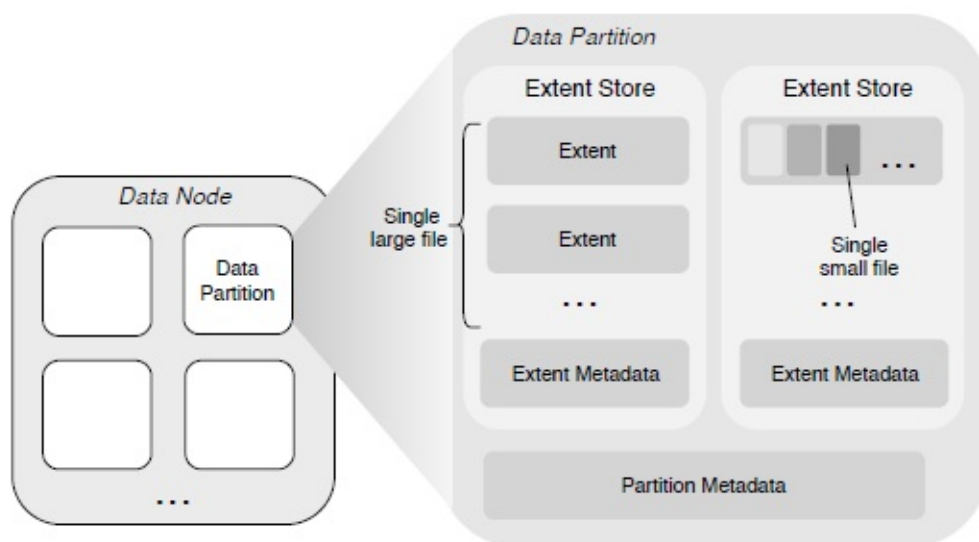 Data Node
Data
Partition
...
Data Partition
Extent Store
Extent
Single
large file
Extent
...
Extent Metadata
Extent Store
...
Single
small file
...
Extent Metadata
Partition Metadata